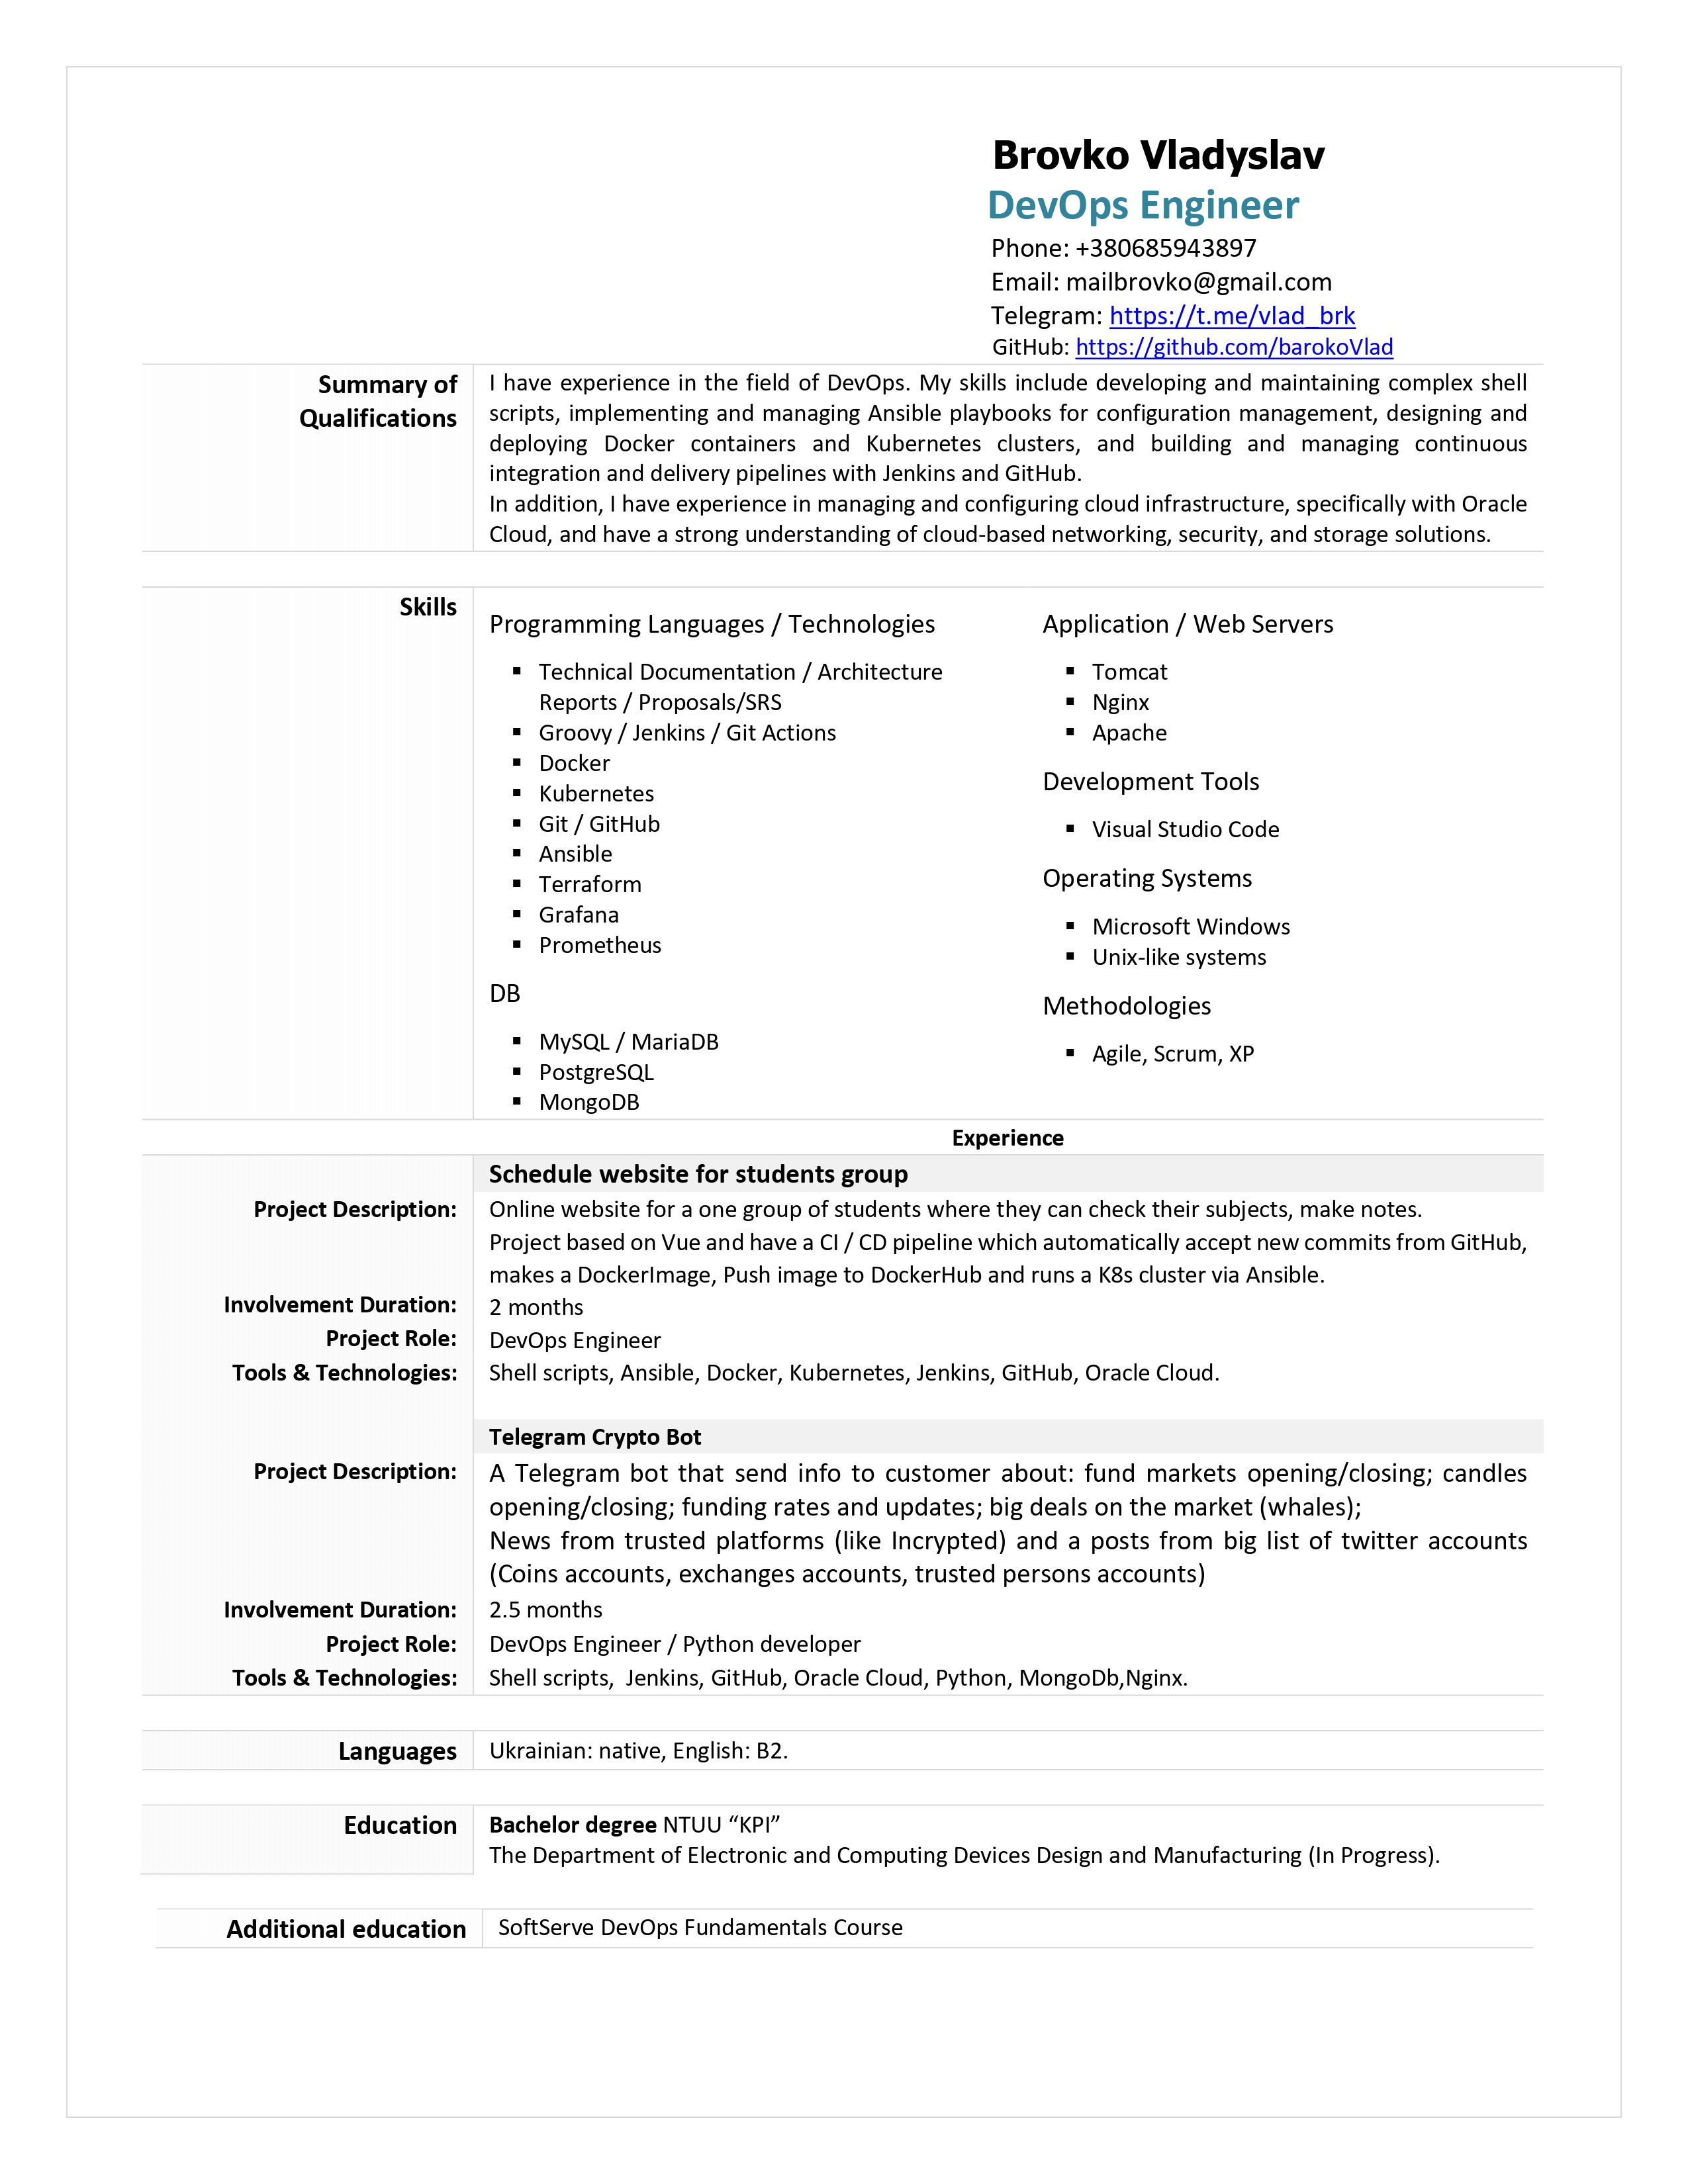 Brovko Vladyslav
DevOps Engineer
Phone: +380685943897
Email: mailbrovko@gmail.com
Telegram: https://t.me/vlad_brk
GitHub: https://github.com/barokoVlad
Summary of
Qualifications
I have experience in the field of DevOps. My skills include developing and maintaining complex shell
scripts, implementing and managing Ansible playbooks for configuration management, designing and
deploying Docker containers and Kubernetes clusters, and building and managing continuous
integration and delivery pipelines with Jenkins and GitHub.
In addition, I have experience in managing and configuring cloud infrastructure, specifically with Oracle
Cloud, and have a strong understanding of cloud-based networking, security, and storage solutions.
Skills
Programming Languages / Technologies
▪ Technical Documentation / Architecture
Reports / Proposals/SRS
▪ Groovy / Jenkins / Git Actions
▪ Docker
▪ Kubernetes
▪ Git / GitHub
▪ Ansible
▪ Terraform
▪ Grafana
▪ Prometheus
DB
▪ MySQL / MariaDB
▪ PostgreSQL
▪ MongoDB
Application / Web Servers
▪ Tomcat
▪ Nginx
▪ Apache
Development Tools
▪ Visual Studio Code
Operating Systems
▪ Microsoft Windows
▪ Unix-like systems
Methodologies
▪ Agile, Scrum, XP
Experience
Schedule website for students group
Project Description: Online website for a one group of students where they can check their subjects, make notes.
Project based on Vue and have a CI / CD pipeline which automatically accept new commits from GitHub,
makes a DockerImage, Push image to DockerHub and runs a K8s cluster via Ansible.
Involvement Duration: 2 months
Project Role: DevOps Engineer
Tools & Technologies: Shell scripts, Ansible, Docker, Kubernetes, Jenkins, GitHub, Oracle Cloud.
Telegram Crypto Bot
Project Description: A Telegram bot that send info to customer about: fund markets opening/closing; candles
opening/closing; funding rates and updates; big deals on the market (whales);
News from trusted platforms (like Incrypted) and a posts from big list of twitter accounts
(Coins accounts, exchanges accounts, trusted persons accounts)
Involvement Duration: 2.5 months
Project Role: DevOps Engineer / Python developer
Tools & Technologies: Shell scripts,  Jenkins, GitHub, Oracle Cloud, Python, MongoDb,Nginx.
Languages Ukrainian: native, English: B2.
Education Bachelor degree NTUU “KPI”
The Department of Electronic and Computing Devices Design and Manufacturing (In Progress).
Additional education SoftServe DevOps Fundamentals Course